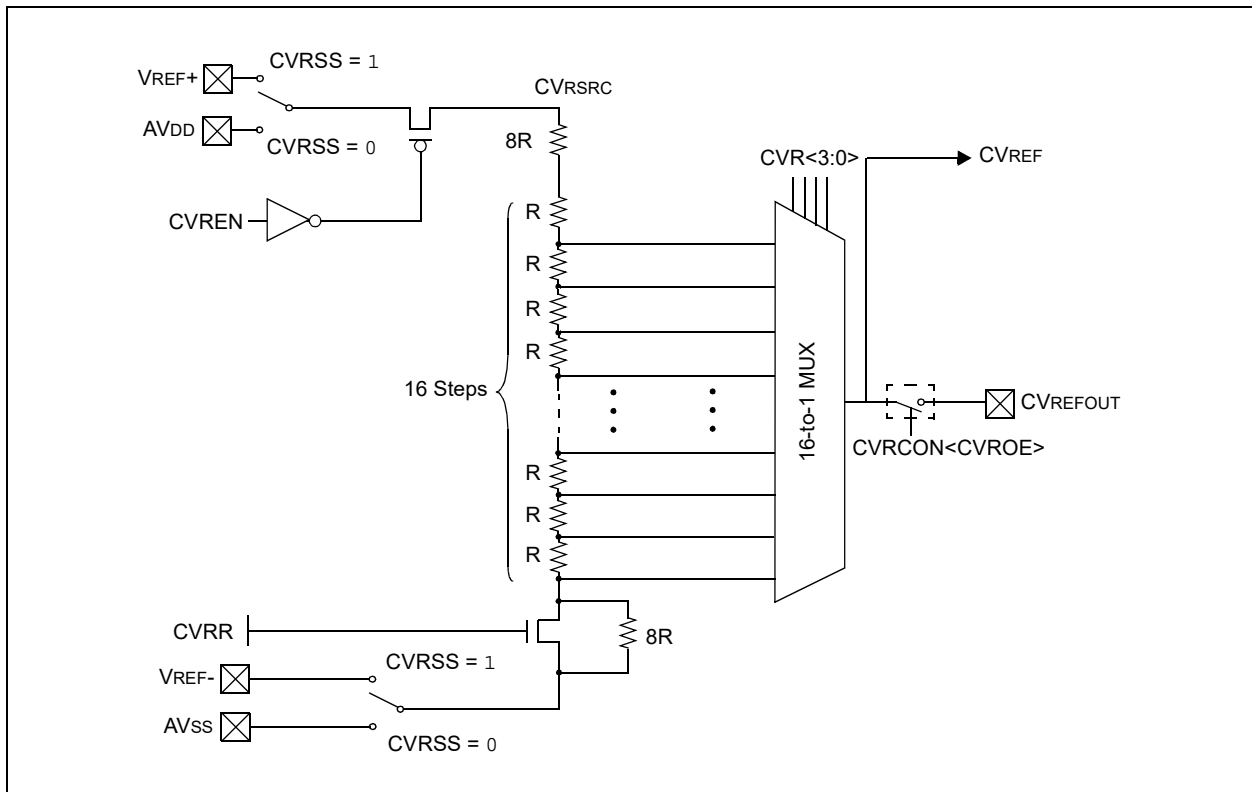 CVRSS = 1
VREF+
CVRSRC
AVDD
8R
CVRSS = 0
CVR<3:0>
CVREF
CVREN
R
R
R
R
16 Steps
16-to-1 MUX
CVREFOUT
CVRCON<CVROE>
R
R
R
CVRR
8R
CVRSS = 1
VREF-
AVSS
CVRSS = 0